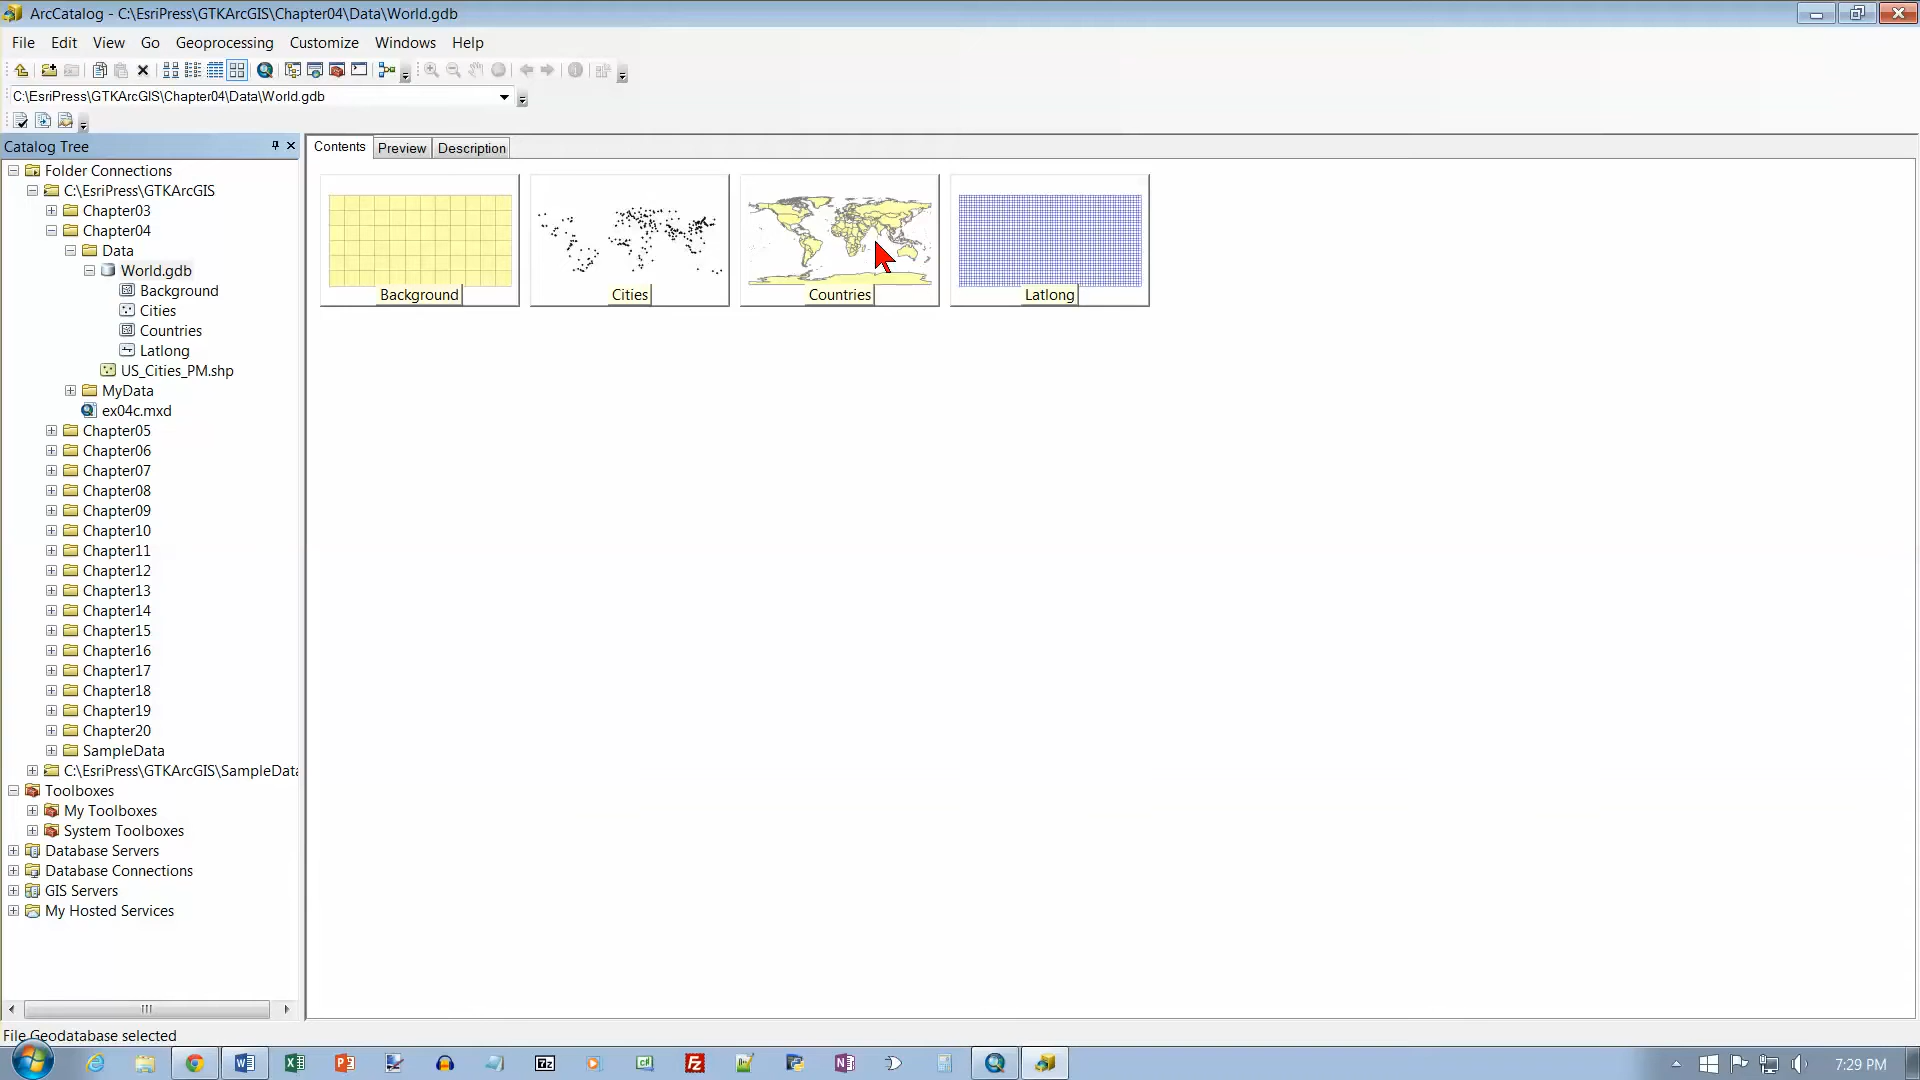 ArcCatalog - C:\EsriPress\GTKArcGIS\Chapter04\Data\World.gdb
File Edit View Go Geoprocessing Customize Windows Help
C:\EsriPress\GTKArcGIS\Chapter04\Data\World.gdb
Catalog Tree
Folder Connections
C:\EsriPress\GTKArcGIS
Chapter03
Chapter04
Data
World.gdb
Background
Cities
Countries
Latlong
US_Cities_PM.shp
MyData
ex04c.mxd
Chapter05
Chapter06
Chapter07
Chapter08
Chapter09
Chapter10
Chapter11
Chapter12
Chapter13
Chapter14
Chapter15
Chapter16
Chapter17
Chapter18
Chapter19
Chapter20
SampleData
C:\EsriPress\GTKArcGIS\SampleData
Toolboxes
My Toolboxes
System Toolboxes
Database Servers
Database Connections
GIS Servers
My Hosted Services
Contents Preview Description
Background Cities Countries Latlong
File Geodatabase selected
7:29 PM